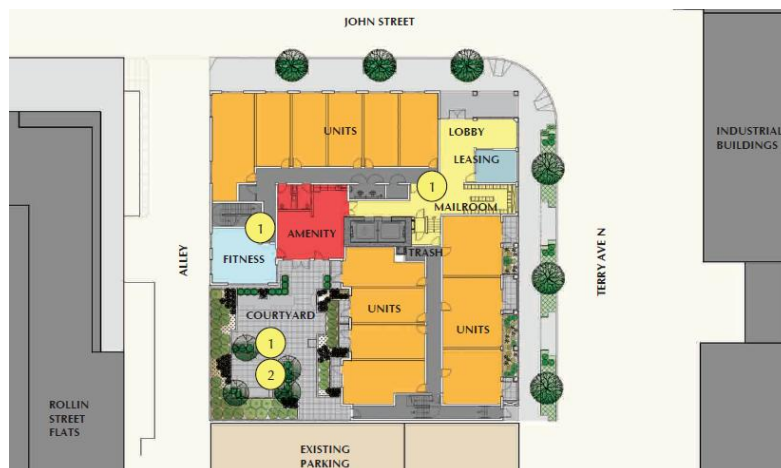 JOHN STREET
UNITS
LOBBY
INDUSTRIAL
BUILDINGS
LEASING
1
MAILROOM
1
AMENITY
FITNESS
TRASH
ALLEY
TERRY AVE N
COURTYARD
UNITS
UNITS
1
2
ROLLIN
STREET
FLATS
EXISTING
PARKING